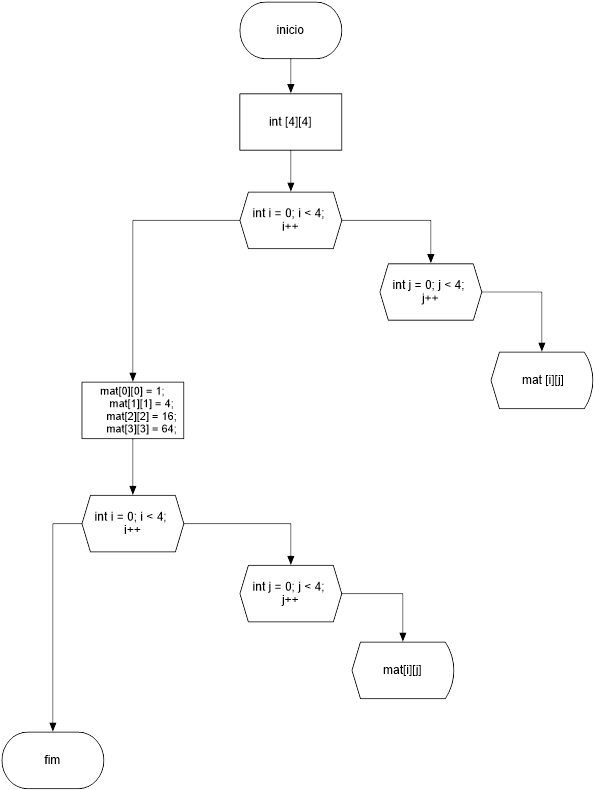 inicio
int [4][4]
int i = 0; i < 4;
i++
int j = 0; j < 4;
j++
mat [i][j]
mat[0][0] = 1;
mat[1][1] = 4;
mat[2][2] = 16;
mat[3][3] = 64;
int i = 0; i < 4;
i++
int j = 0; j < 4;
j++
mat[i][j]
fim